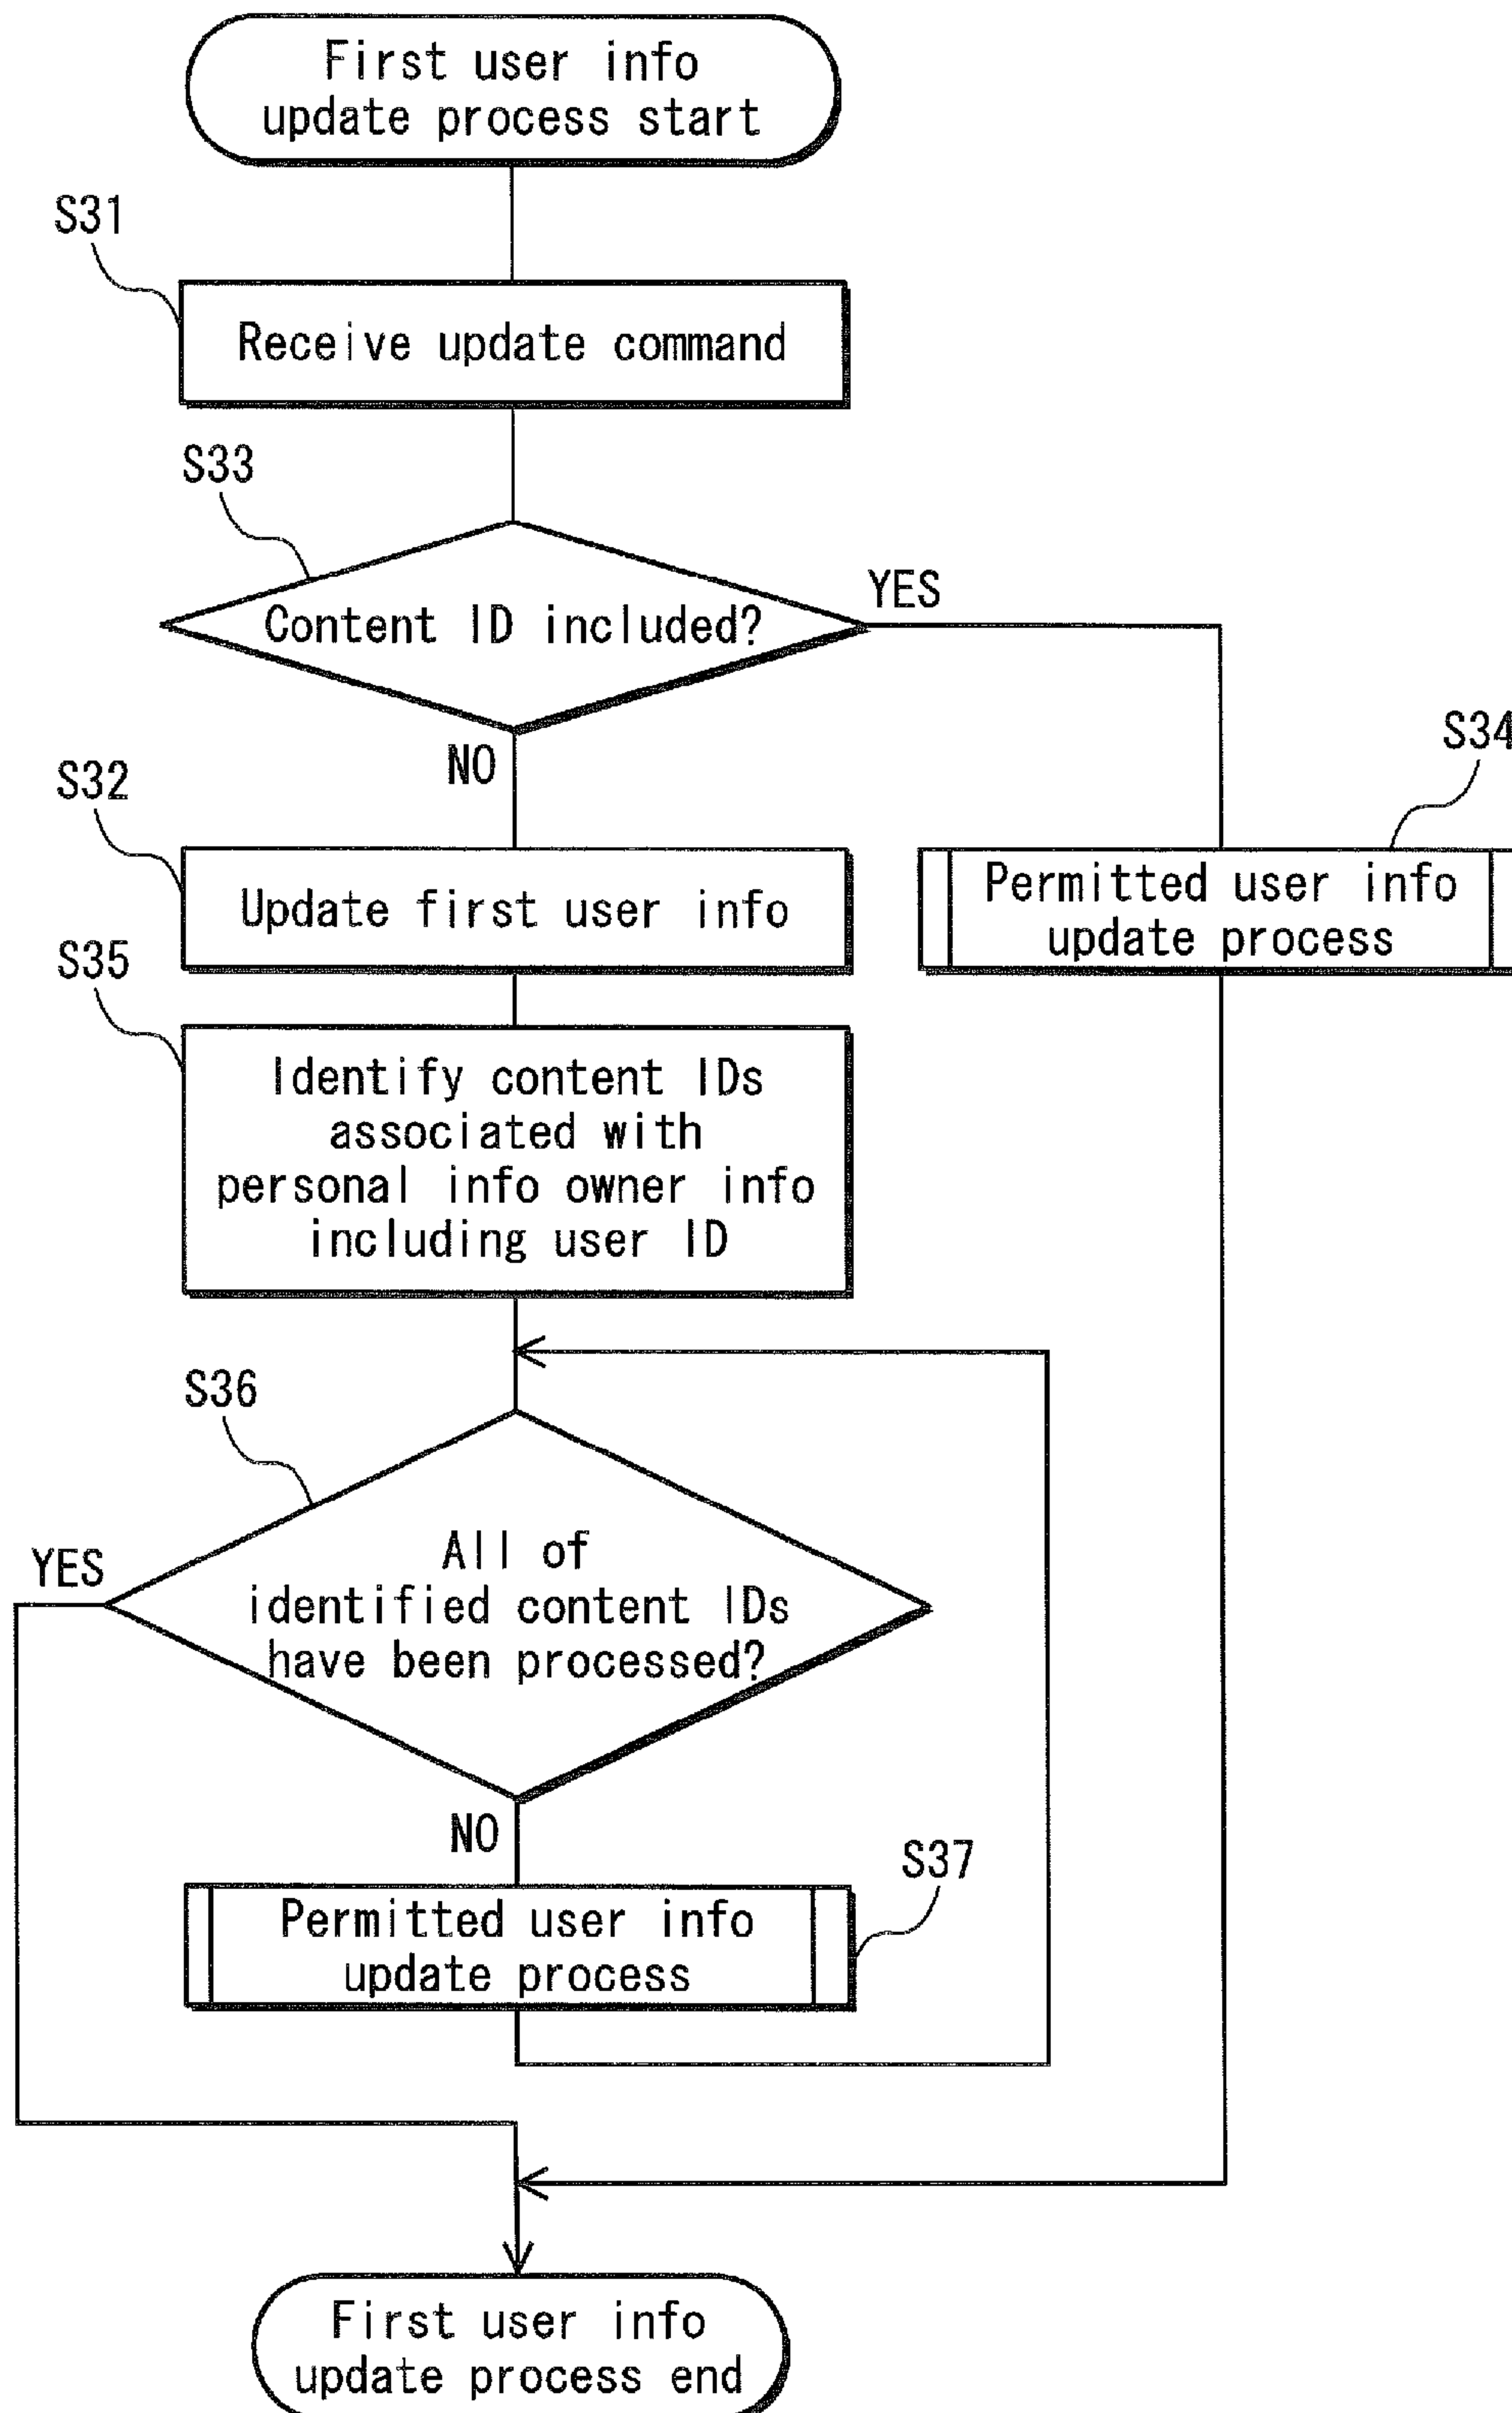 First user info
update process start
S31
Receive update command
S33
Content ID included?
YES
NO
S34
Permitted user info
update process
S32
Update first user info
S35
Identify content IDs
associated with
personal info owner info
including user ID
S36
All of
identified content IDs
have been processed?
YES
NO
S37
Permitted user info
update process
First user info
update process end